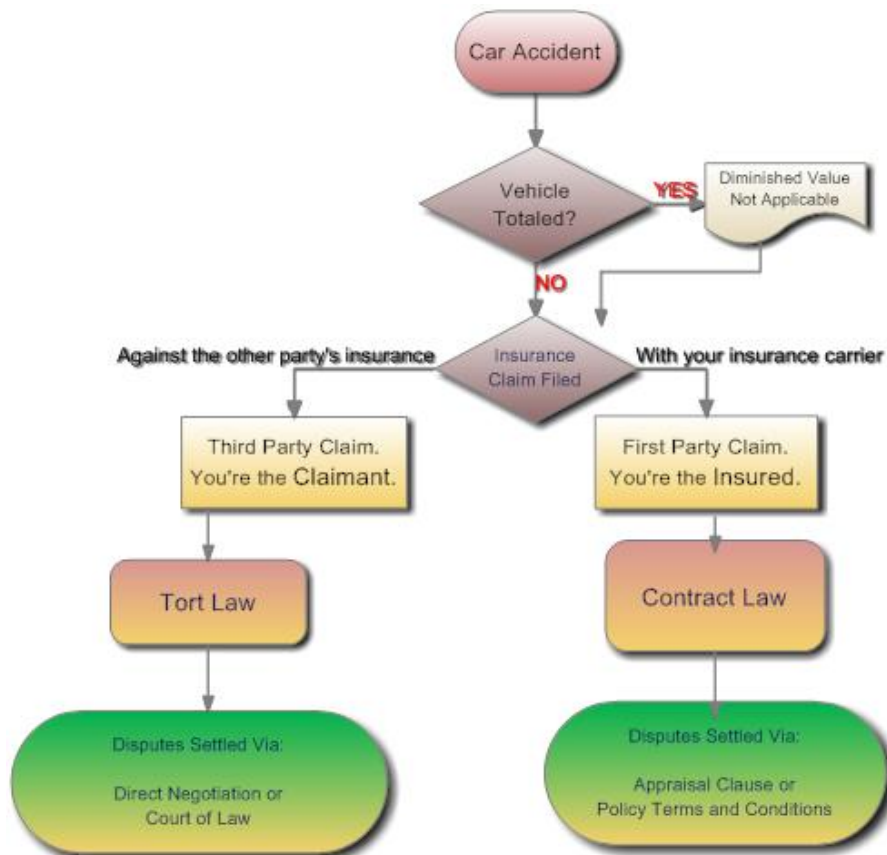 Car Accident
Vehicle
Totaled?
YES
Diminished Value
Not Applicable
NO
Against the other party's insurance
Insurance
Claim Filed
With your insurance carrier
Third Party Claim.
You're the Claimant.
First Party Claim.
You're the Insured.
Tort Law
Contract Law
Disputes Settled Via:
Direct Negotiation or
Court of Law
Disputes Settled Via:
Appraisal Clause or
Policy Terms and Conditions